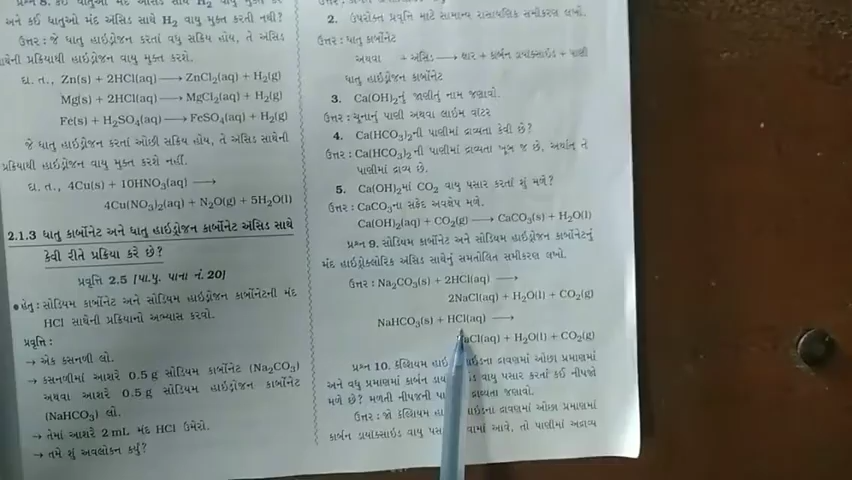 અને કઈ ધાતુઓ મંદ ઍસિડ સાથે H₂ વાયુ મુક્ત કરતી નથી?
ઉત્તર : જે ધાતુ હાઇડ્રોજન કરતાં વધુ સક્રિય હોય, તે ઍસિડ
સાથેની પ્રક્રિયાથી હાઇડ્રોજન વાયુ મુક્ત કરશે.
દા. ત., Zn(s) + 2HCl(aq) ⟶ ZnCl₂(aq) + H₂(g)
Mg(s) + 2HCl(aq) ⟶ MgCl₂(aq) + H₂(g)
Fe(s) + H₂SO₄(aq) ⟶ FeSO₄(aq) + H₂(g)
જે ધાતુ હાઇડ્રોજન કરતાં ઓછી સક્રિય હોય, તે ઍસિડ સાથેની
પ્રક્રિયાથી હાઇડ્રોજન વાયુ મુક્ત કરશે નહીં.
દા. ત., 4Cu(s) + 10HNO₃(aq) ⟶
4Cu(NO₃)₂(aq) + N₂O(g) + 5H₂O(l)
2.1.3 ધાતુ કાર્બોનેટ અને ધાતુ હાઇડ્રોજન કાર્બોનેટ ઍસિડ સાથે
કેવી રીતે પ્રક્રિયા કરે છે?
પ્રવૃત્તિ 2.5 [પા.પુ. પાના નં. 20]
• હેતુ : સોડિયમ કાર્બોનેટ અને સોડિયમ હાઇડ્રોજન કાર્બોનેટની મંદ
HCl સાથેની પ્રક્રિયાનો અભ્યાસ કરવો.
પ્રવૃત્તિ :
→ એક કસનળી લો.
→ કસનળીમાં આશરે 0.5 g સોડિયમ કાર્બોનેટ (Na₂CO₃)
અથવા આશરે 0.5 g સોડિયમ હાઇડ્રોજન કાર્બોનેટ
(NaHCO₃) લો.
→ તેમાં આશરે 2 mL મંદ HCl ઉમેરો.
→ તમે શું અવલોકન કર્યું?
2. ઉપરોક્ત પ્રવૃત્તિ માટે સામાન્ય રાસાયણિક સમીકરણ લખો.
ઉત્તર : ધાતુ કાર્બોનેટ
અથવા + ઍસિડ ⟶ ક્ષાર + કાર્બન ડાયૉક્સાઇડ + પાણી
ધાતુ હાઇડ્રોજન કાર્બોનેટ
3. Ca(OH)₂નું જાણીતું નામ જણાવો.
ઉત્તર : ચૂનાનું પાણી અથવા લાઇમ વૉટર
4. Ca(HCO₃)₂ની પાણીમાં દ્રાવ્યતા કેવી છે?
ઉત્તર : Ca(HCO₃)₂ની પાણીમાં દ્રાવ્યતા ખૂબ જ છે, અર્થાત્ તે
પાણીમાં દ્રાવ્ય છે.
5. Ca(OH)₂માં CO₂ વાયુ પસાર કરતાં શું મળે?
ઉત્તર : CaCO₃ના સફેદ અવક્ષેપ મળે.
Ca(OH)₂(aq) + CO₂(g) ⟶ CaCO₃(s) + H₂O(l)
પ્રશ્ન 9. સોડિયમ કાર્બોનેટ અને સોડિયમ હાઇડ્રોજન કાર્બોનેટનું
મંદ હાઇડ્રોક્લોરિક ઍસિડ સાથેનું સમતોલિત સમીકરણ લખો.
ઉત્તર : Na₂CO₃(s) + 2HCl(aq) ⟶
2NaCl(aq) + H₂O(l) + CO₂(g)
NaHCO₃(s) + HCl(aq) ⟶
aCl(aq) + H₂O(l) + CO₂(g)
પ્રશ્ન 10. કૅલ્શિયમ દ્રાવણમાં ઓછા પ્રમાણમાં
અને વધુ પ્રમાણમાં કાર્બન વાયુ પસાર કરતાં કઈ નીપજો
મળે છે? મળતી નીપજની દ્રાવ્યતા જણાવો.
ઉત્તર : જો કૅલ્શિયમ દ્રાવણમાં ઓછા પ્રમાણમાં
કાર્બન ડાયૉક્સાઇડ વાયુ આવે, તો પાણીમાં અદ્રાવ્ય